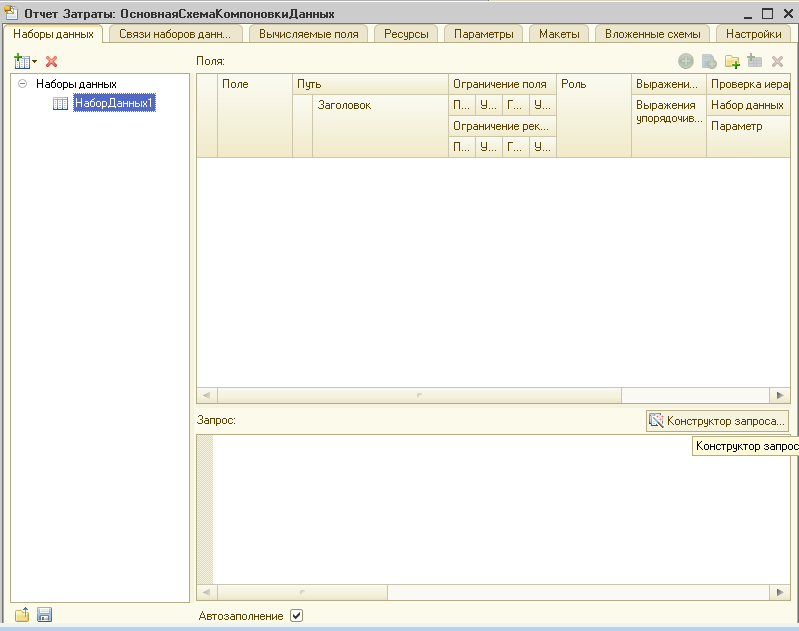 Отчет Затраты: ОсновнаяСхемаКомпоновкиДанных
Наборы данных Связи наборов данн... Вычисляемые поля Ресурсы Параметры Макеты Вложенные схемы Настройки
Поля:
Наборы данных
НаборДанных1
Поле Путь Ограничение поля Роль Выражени... Проверка иерар
Заголовок П... У... Г... У... Выражения упорядочив... Набор данных
Ограничение рек... Параметр
П... У... Г... У...
Запрос: Конструктор запроса...
Конструктор запрос
Автозаполнение